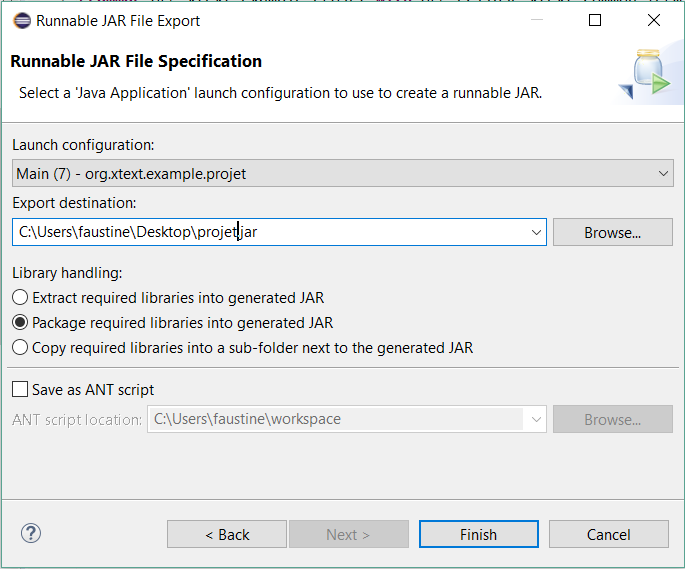 Runnable JAR File Export
Runnable JAR File Specification
Select a 'Java Application' launch configuration to use to create a runnable JAR.
Launch configuration:
Main (7) - org.xtext.example.projet
Export destination:
C:\Users\faustine\Desktop\projet.jar
Browse...
Library handling:
Extract required libraries into generated JAR
Package required libraries into generated JAR
Copy required libraries into a sub-folder next to the generated JAR
Save as ANT script
ANT script location: C:\Users\faustine\workspace Browse...
? < Back Next > Finish Cancel